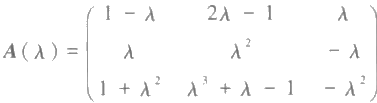 A(λ) = ( 1 − λ 2λ − 1 λ
λ λ² − λ
1 + λ² λ³ + λ − 1 − λ² )